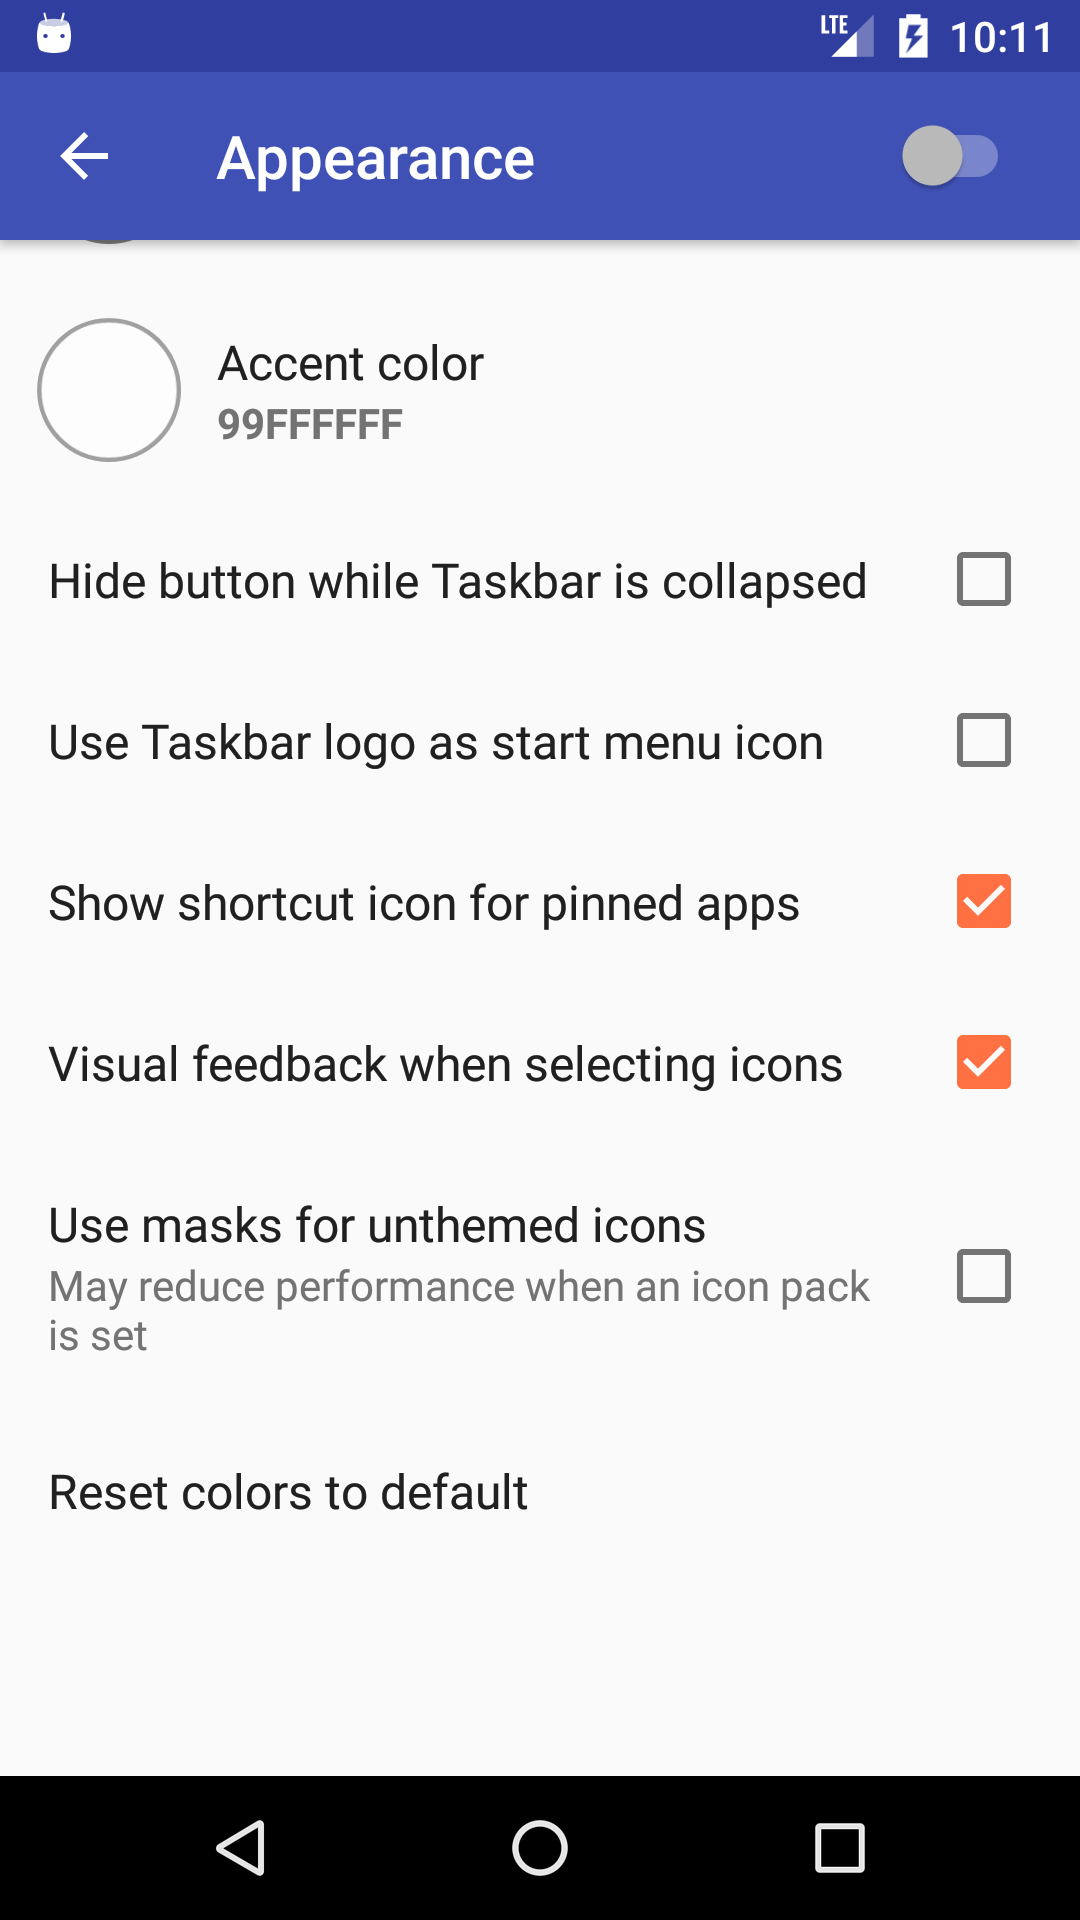 LTE 10:11
Appearance
Accent color
99FFFFFF
Hide button while Taskbar is collapsed
Use Taskbar logo as start menu icon
Show shortcut icon for pinned apps
Visual feedback when selecting icons
Use masks for unthemed icons
May reduce performance when an icon pack
is set
Reset colors to default